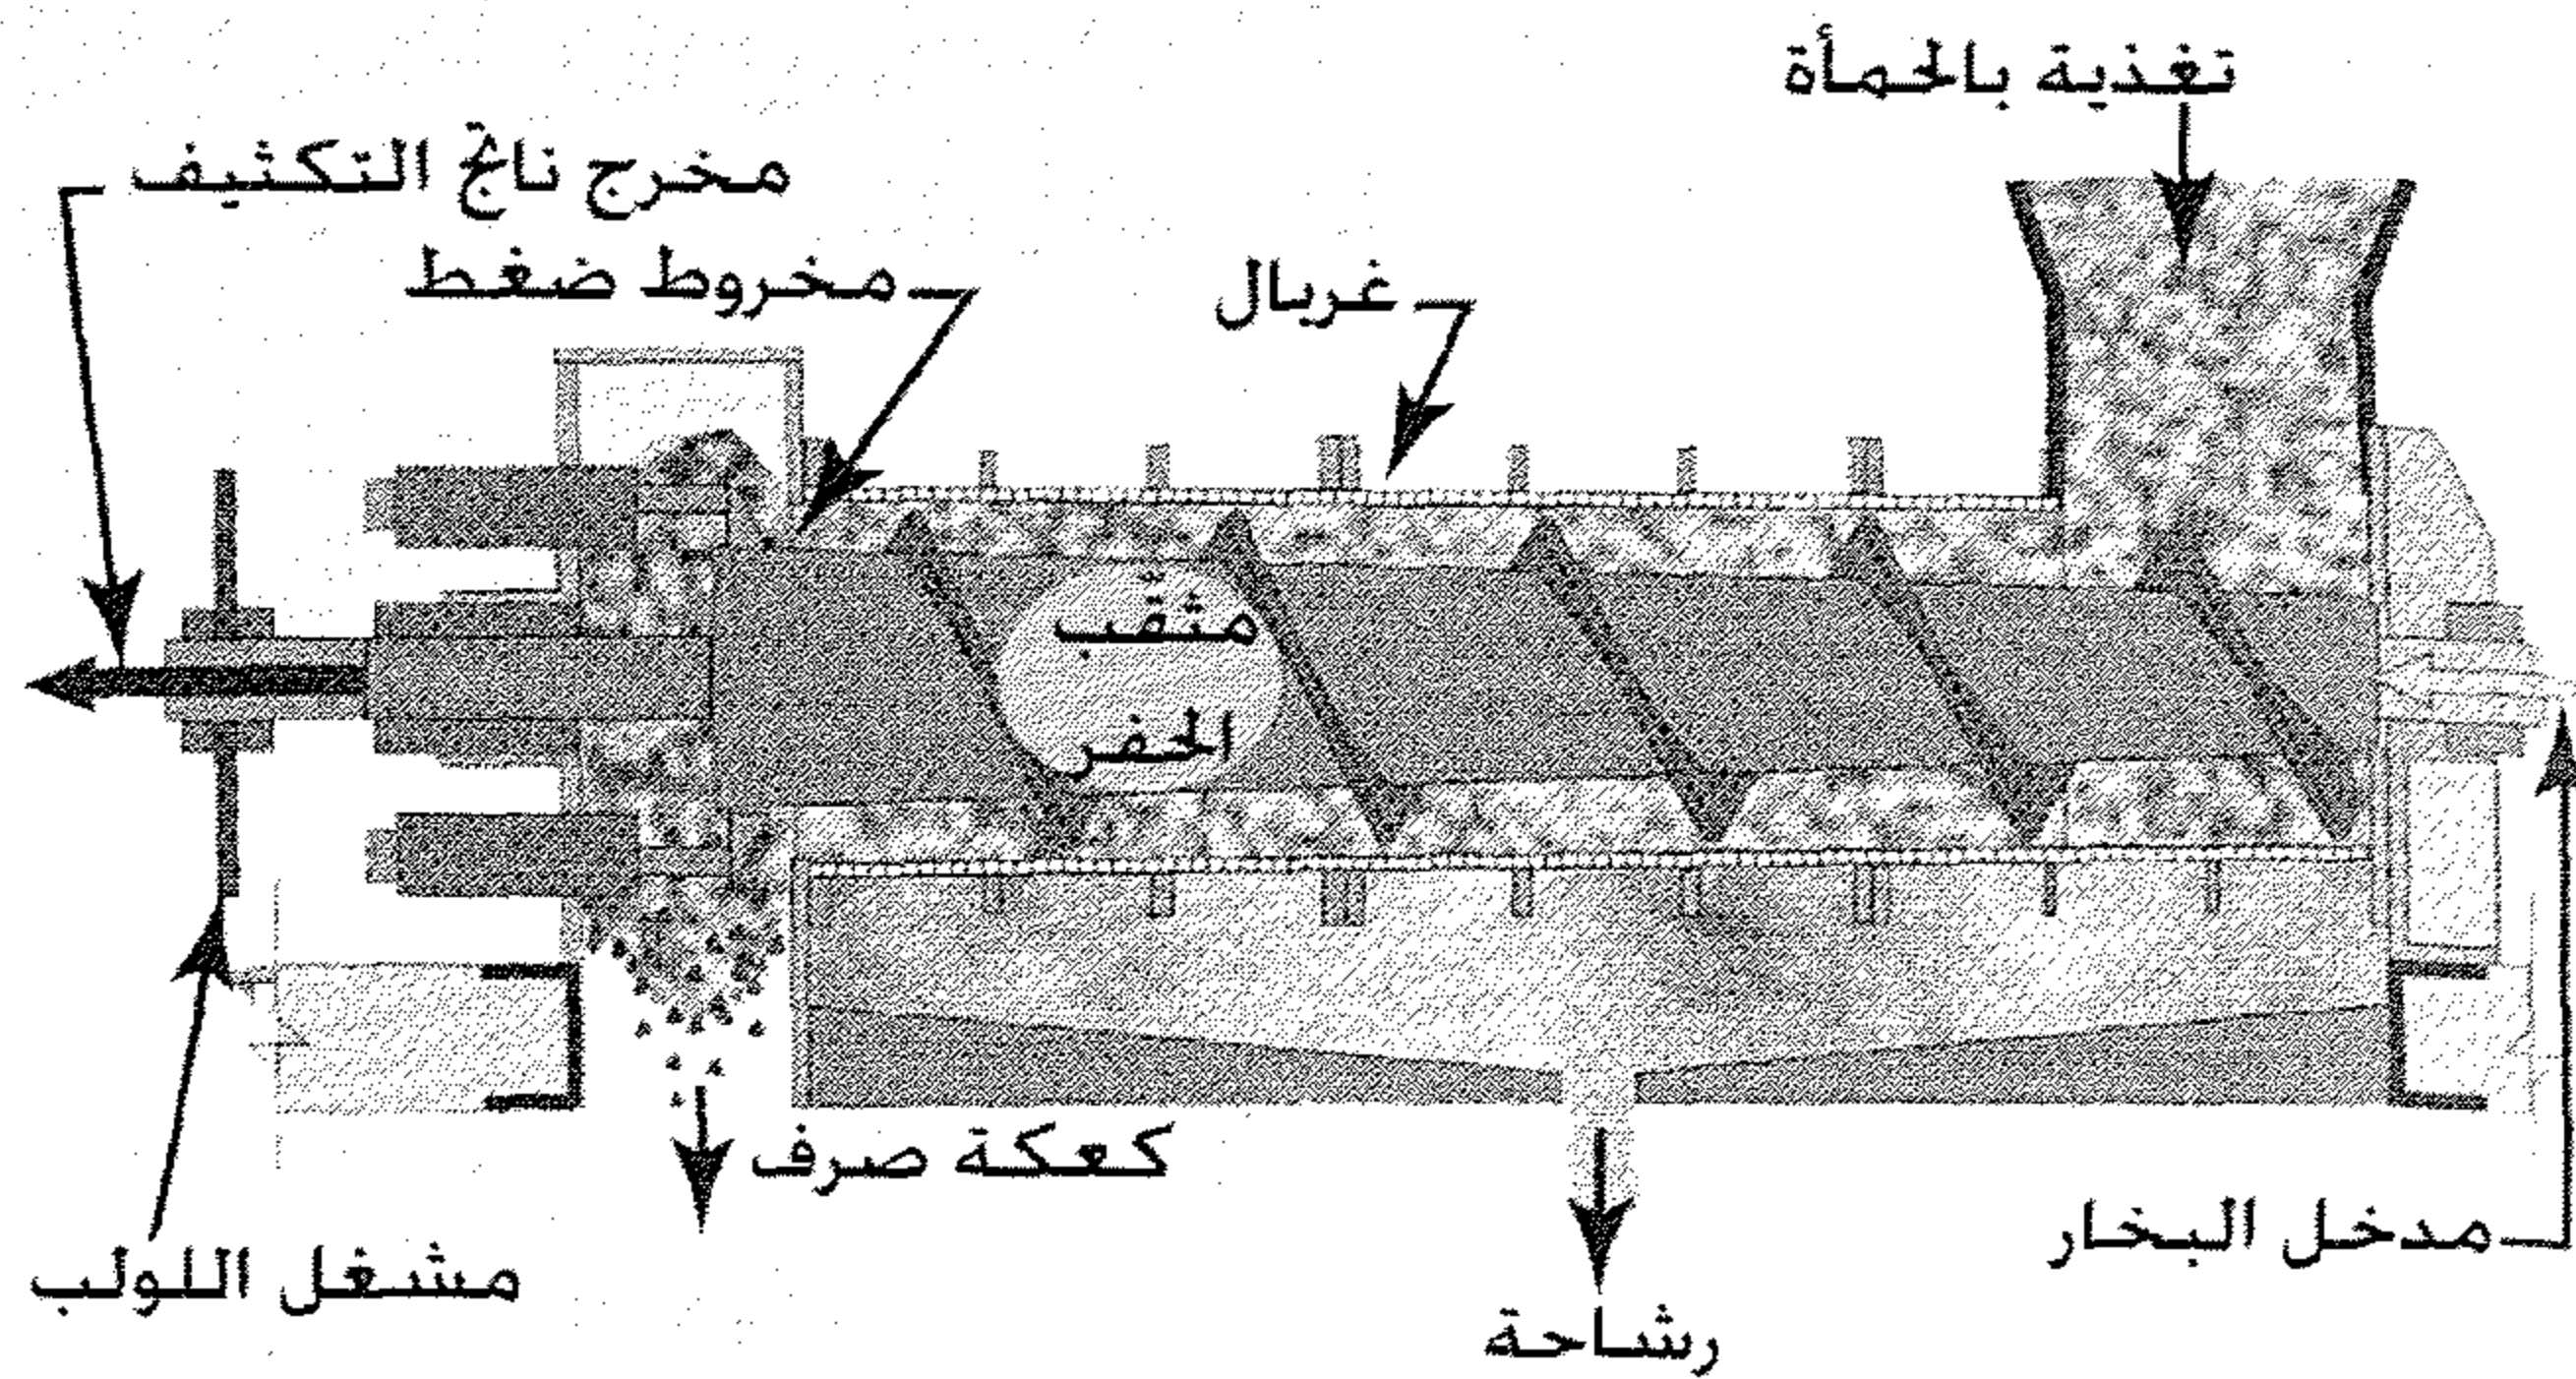 تغذية بالحمأة
مخرج ناتج التكثيف
مخروط ضغط
غربال
مثقب
الحفر
كعكة صرف
مدخل البخار
مشغل اللولب
رشاحة